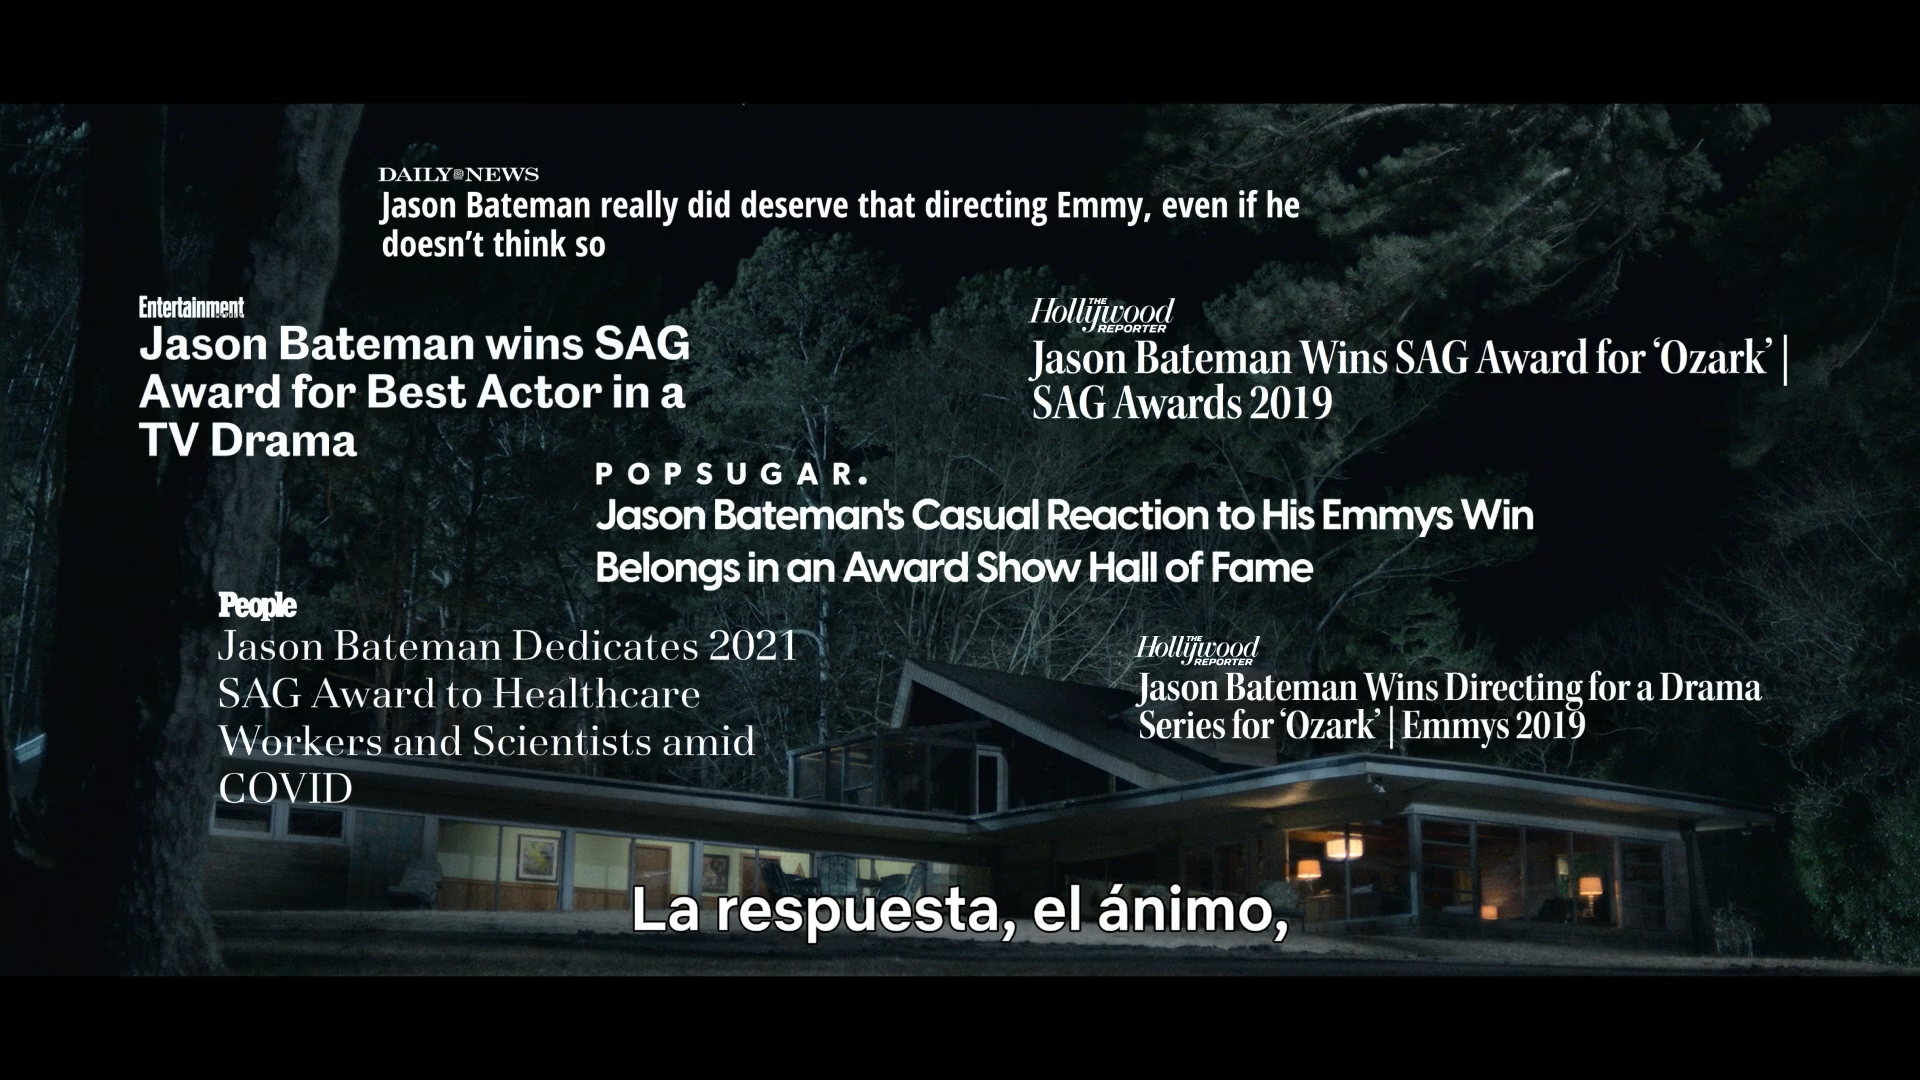 DAILY NEWS
Jason Bateman really did deserve that directing Emmy, even if he
doesn’t think so
Entertainment
Jason Bateman wins SAG
Award for Best Actor in a
TV Drama
THE
Hollywood
REPORTER
Jason Bateman Wins SAG Award for ‘Ozark’ |
SAG Awards 2019
POPSUGAR.
Jason Bateman's Casual Reaction to His Emmys Win
Belongs in an Award Show Hall of Fame
People
Jason Bateman Dedicates 2021
SAG Award to Healthcare
Workers and Scientists amid
COVID
THE
Hollywood
REPORTER
Jason Bateman Wins Directing for a Drama
Series for ‘Ozark’ | Emmys 2019
La respuesta, el ánimo,